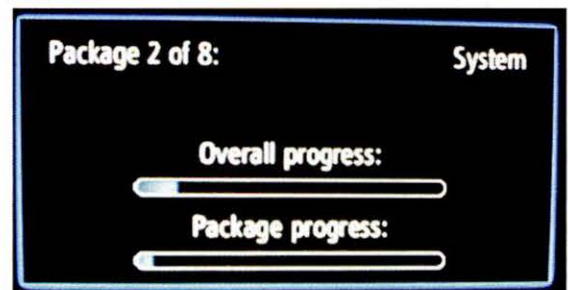 Package 2 of 8:
System
Overall progress:
Package progress: